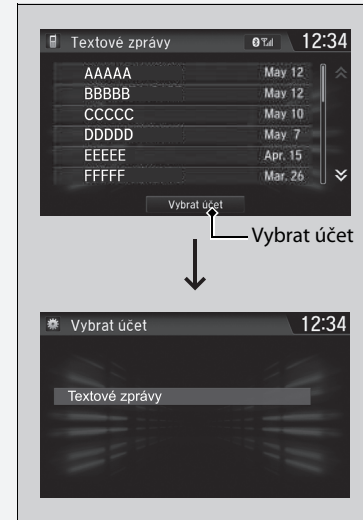 Textové zprávy 12:34
AAAAA May 12
BBBBB May 12
CCCCC May 10
DDDDD May 7
EEEEE Apr. 15
FFFFF Mar. 26
Vybrat účet
Vybrat účet
Vybrat účet 12:34
Textové zprávy